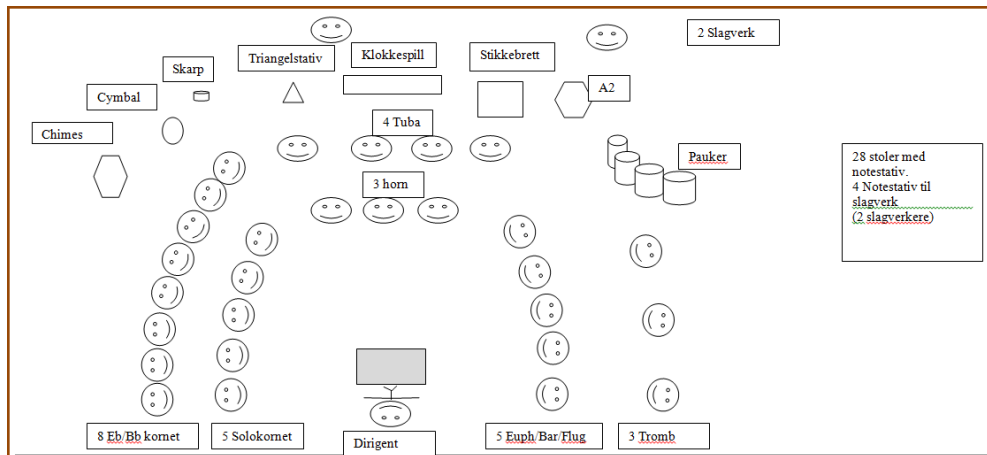 2 Slagverk
Triangelstativ
Klokkespill
Stikkebrett
Skarp
Cymbal
A2
Chimes
4 Tuba
Pauker
28 stoler med
notestativ.
4 Notestativ til
slagverk
(2 slagverkere)
3 horn
8 Eb/Bb kornet
5 Solokornet
Dirigent
5 Euph/Bar/Flug
3 Tromb